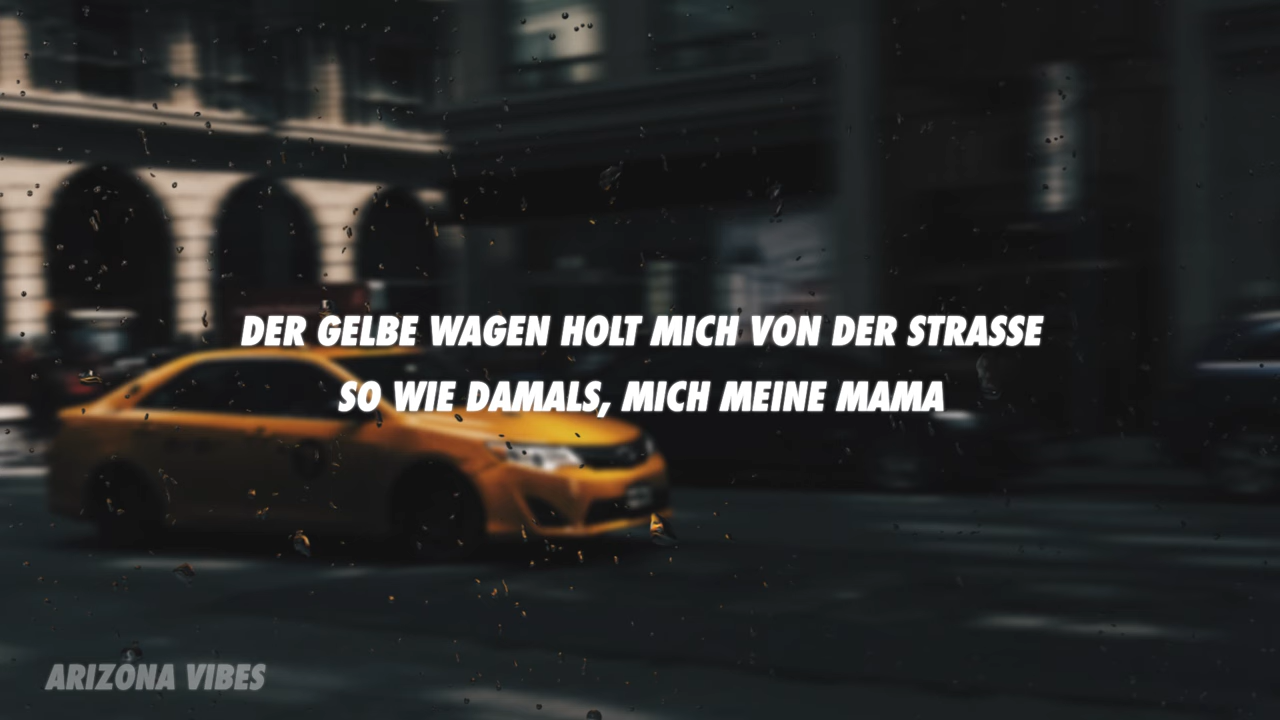 DER GELBE WAGEN HOLT MICH VON DER STRASSE
SO WIE DAMALS, MICH MEINE MAMA
ARIZONA VIBES